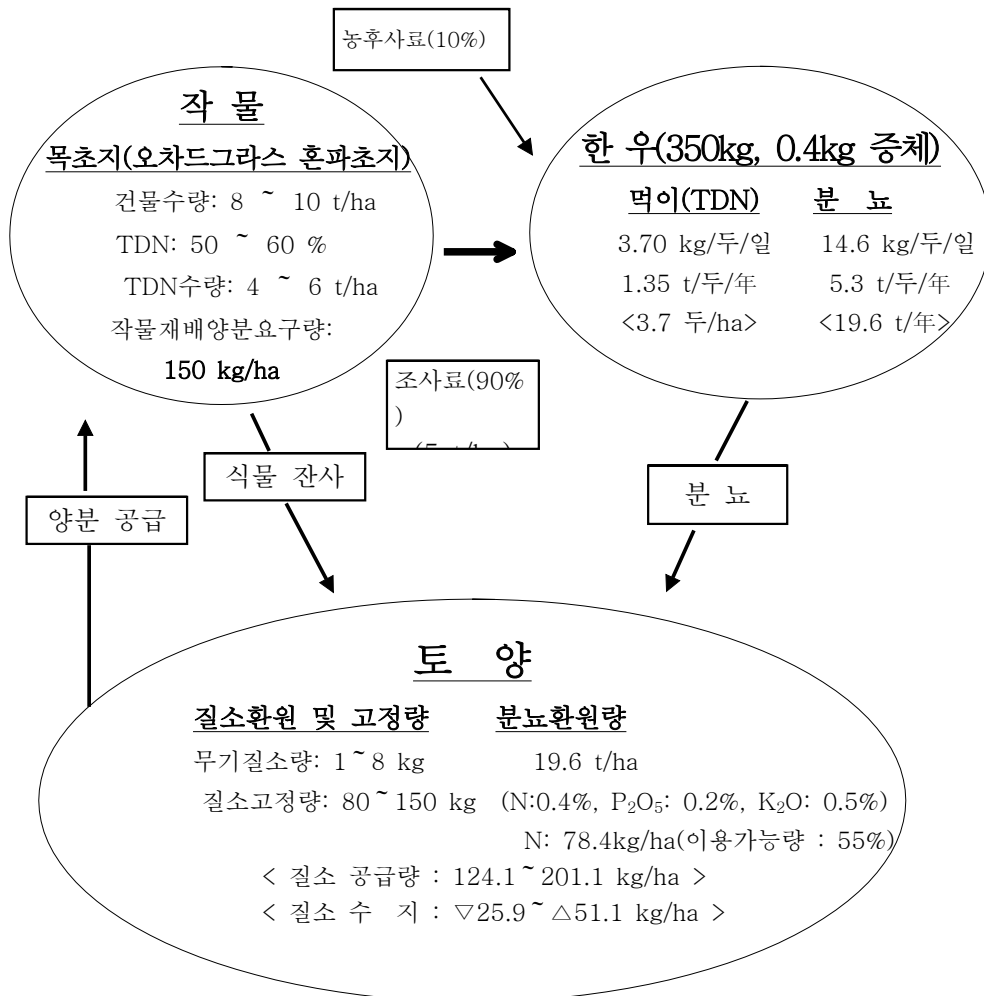 농후사료(10%)
작 물
목초지(오차드그라스 혼파초지)
건물수량: 8 ~ 10 t/ha
TDN: 50 ~ 60 %
TDN수량: 4 ~ 6 t/ha
작물재배양분요구량:
150 kg/ha
한 우(350kg, 0.4kg 증체)
먹이(TDN) 분 뇨
3.70 kg/두/일 14.6 kg/두/일
1.35 t/두/年 5.3 t/두/年
<3.7 두/ha> <19.6 t/年>
조사료(90%
)
식물 잔사
분 뇨
양분 공급
토 양
질소환원 및 고정량 분뇨환원량
무기질소량: 1~8 kg 19.6 t/ha
질소고정량: 80~150 kg (N:0.4%, P₂O₅: 0.2%, K₂O: 0.5%)
N: 78.4kg/ha(이용가능량 : 55%)
< 질소 공급량 : 124.1~201.1 kg/ha >
< 질소 수 지 : ▽25.9~△51.1 kg/ha >